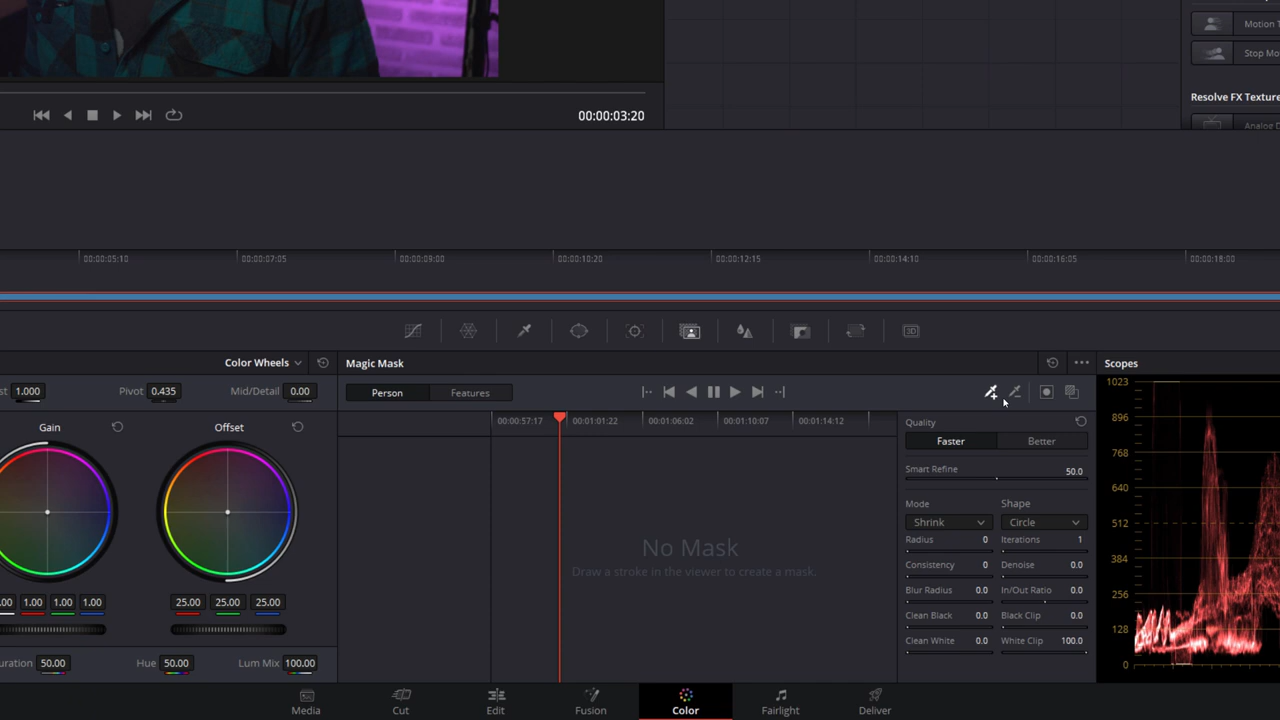 Motion
Stop Mo
Resolve FX Texture
Analog D
00:00:03:20
00:00:05:10 00:00:07:05 00:00:09:00 00:00:10:20 00:00:12:15 00:00:14:10 00:00:16:05 00:00:18:00
3D
Color Wheels
Magic Mask
Scopes
st 1.000 Pivot 0.435 Mid/Detail 0.00
Person Features
1023
896
768
640
512
384
256
128
0
Gain Offset
00:00:57:17 00:01:01:22 00:01:06:02 00:01:10:07 00:01:14:12
Quality
Faster Better
Smart Refine 50.0
Mode Shape
Shrink Circle
Radius 0 Iterations 1
Consistency 0 Denoise 0.0
Blur Radius 0.0 In/Out Ratio 0.0
Clean Black 0.0 Black Clip 0.0
Clean White 0.0 White Clip 100.0
No Mask
Draw a stroke in the viewer to create a mask.
.00 1.00 1.00 1.00 25.00 25.00 25.00
uration 50.00 Hue 50.00 Lum Mix 100.00
Media Cut Edit Fusion Color Fairlight Deliver